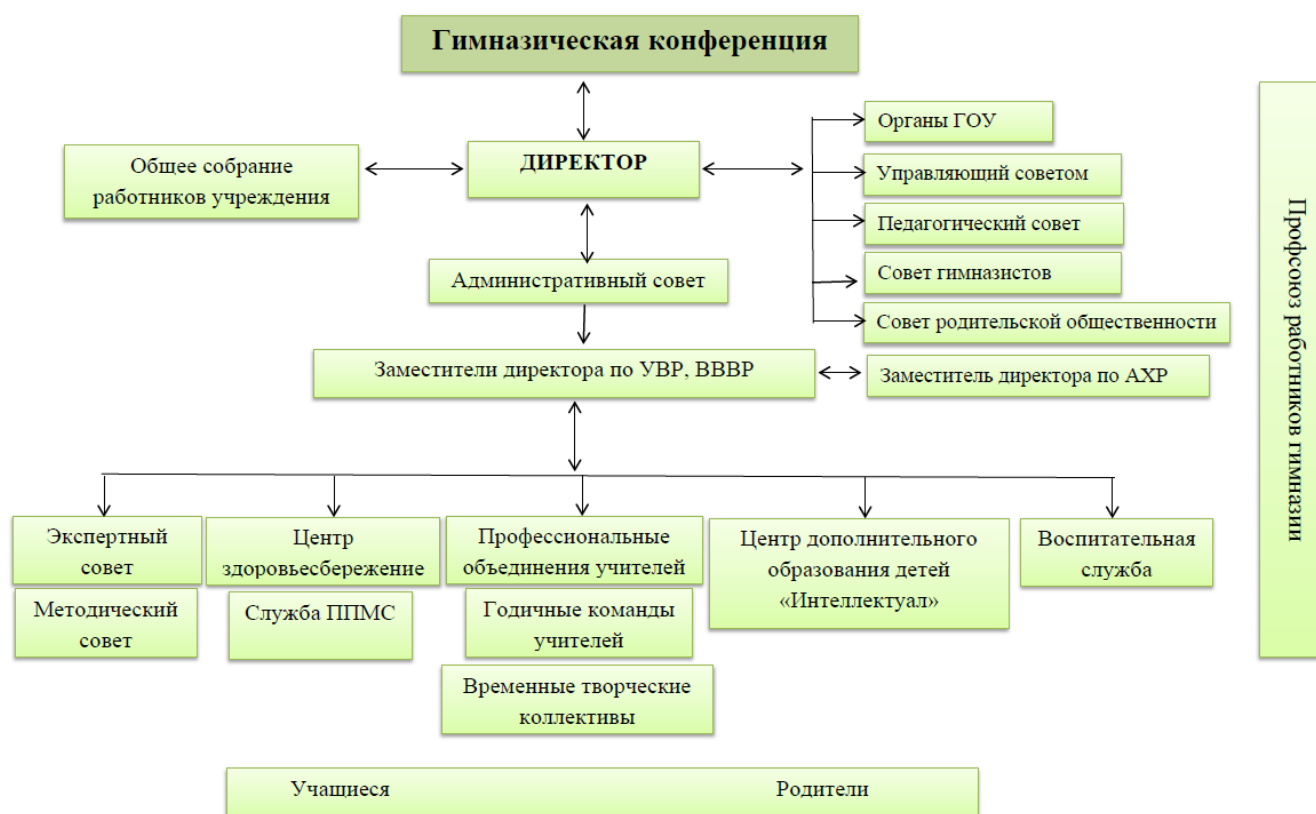 Гимназическая конференция
Общее собрание
работников учреждения
ДИРЕКТОР
Органы ГОУ
Управляющий советом
Педагогический совет
Совет гимназистов
Совет родительской общественности
Административный совет
Заместители директора по УВР, ВВВР
Заместитель директора по АХР
Профсоюз работников гимназии
Экспертный
совет
Методический
совет
Центр
здоровьесбережение
Служба ППМС
Профессиональные
объединения учителей
Годичные команды
учителей
Временные творческие
коллективы
Центр дополнительного
образования детей
«Интеллектуал»
Воспитательная
служба
Учащиеся
Родители